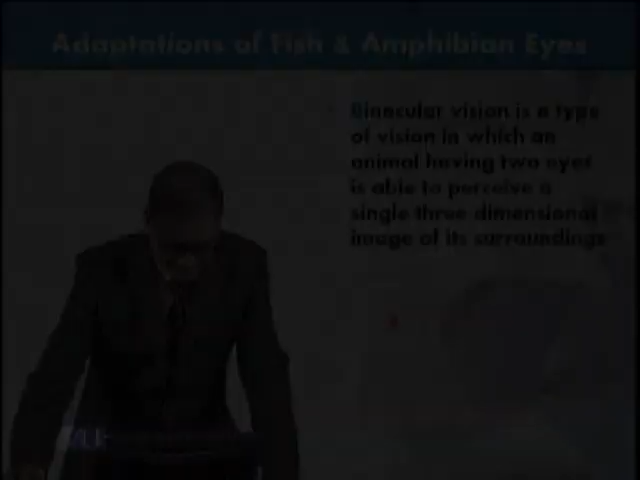 Adaptations of Fish & Amphibian Eyes
Binocular vision is a type
of vision in which an
animal having two eyes
is able to perceive a
single three dimensional
image of its surroundings